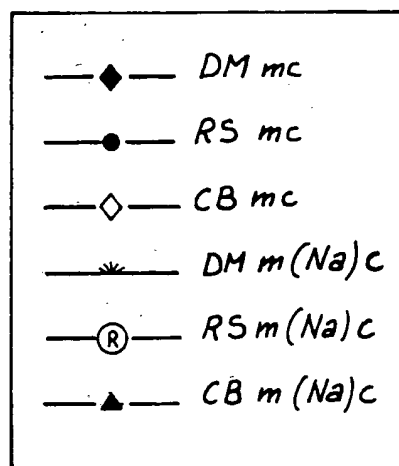 DM mc
RS mc
CB mc
DM m(Na)c
R RS m(Na)c
CB m(Na)c